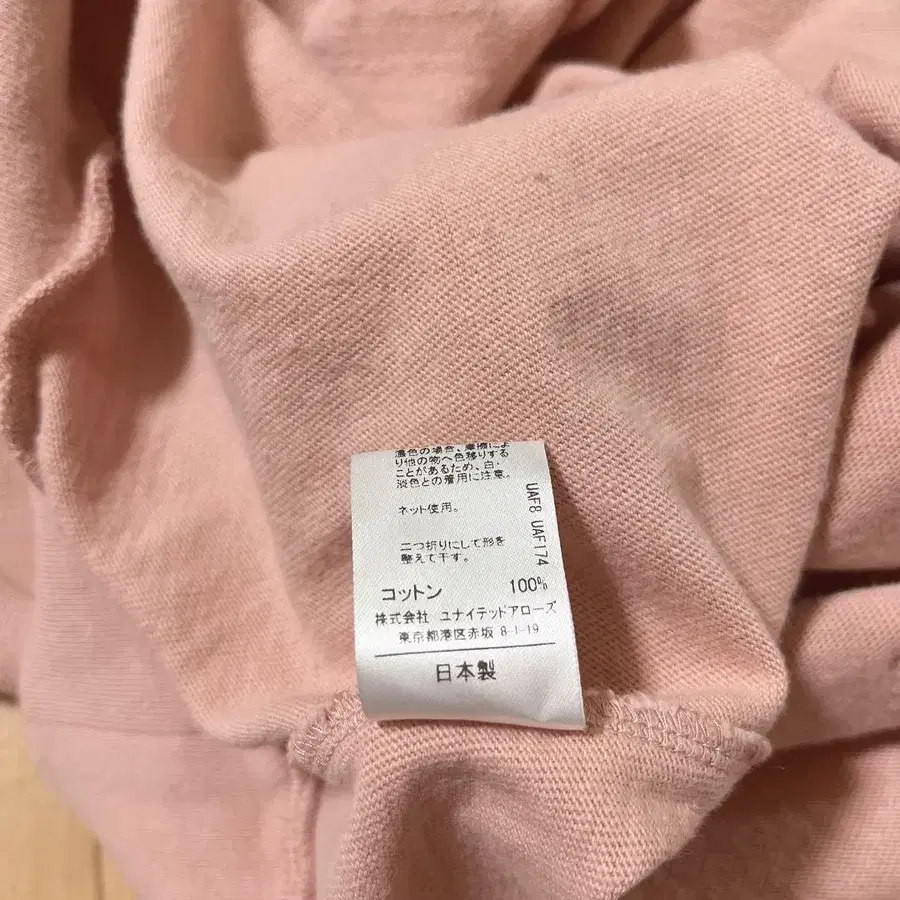 濃色の場合、摩擦によ
り他の物へ色移りする
ことがあるため、白・
淡色との着用に注意。
ネット使用。
二つ折りにして形を
整えて干す。
UAF8 UAF174
コットン 100%
株式会社 ユナイテッドアローズ
東京都港区赤坂 8-1-19
日本製